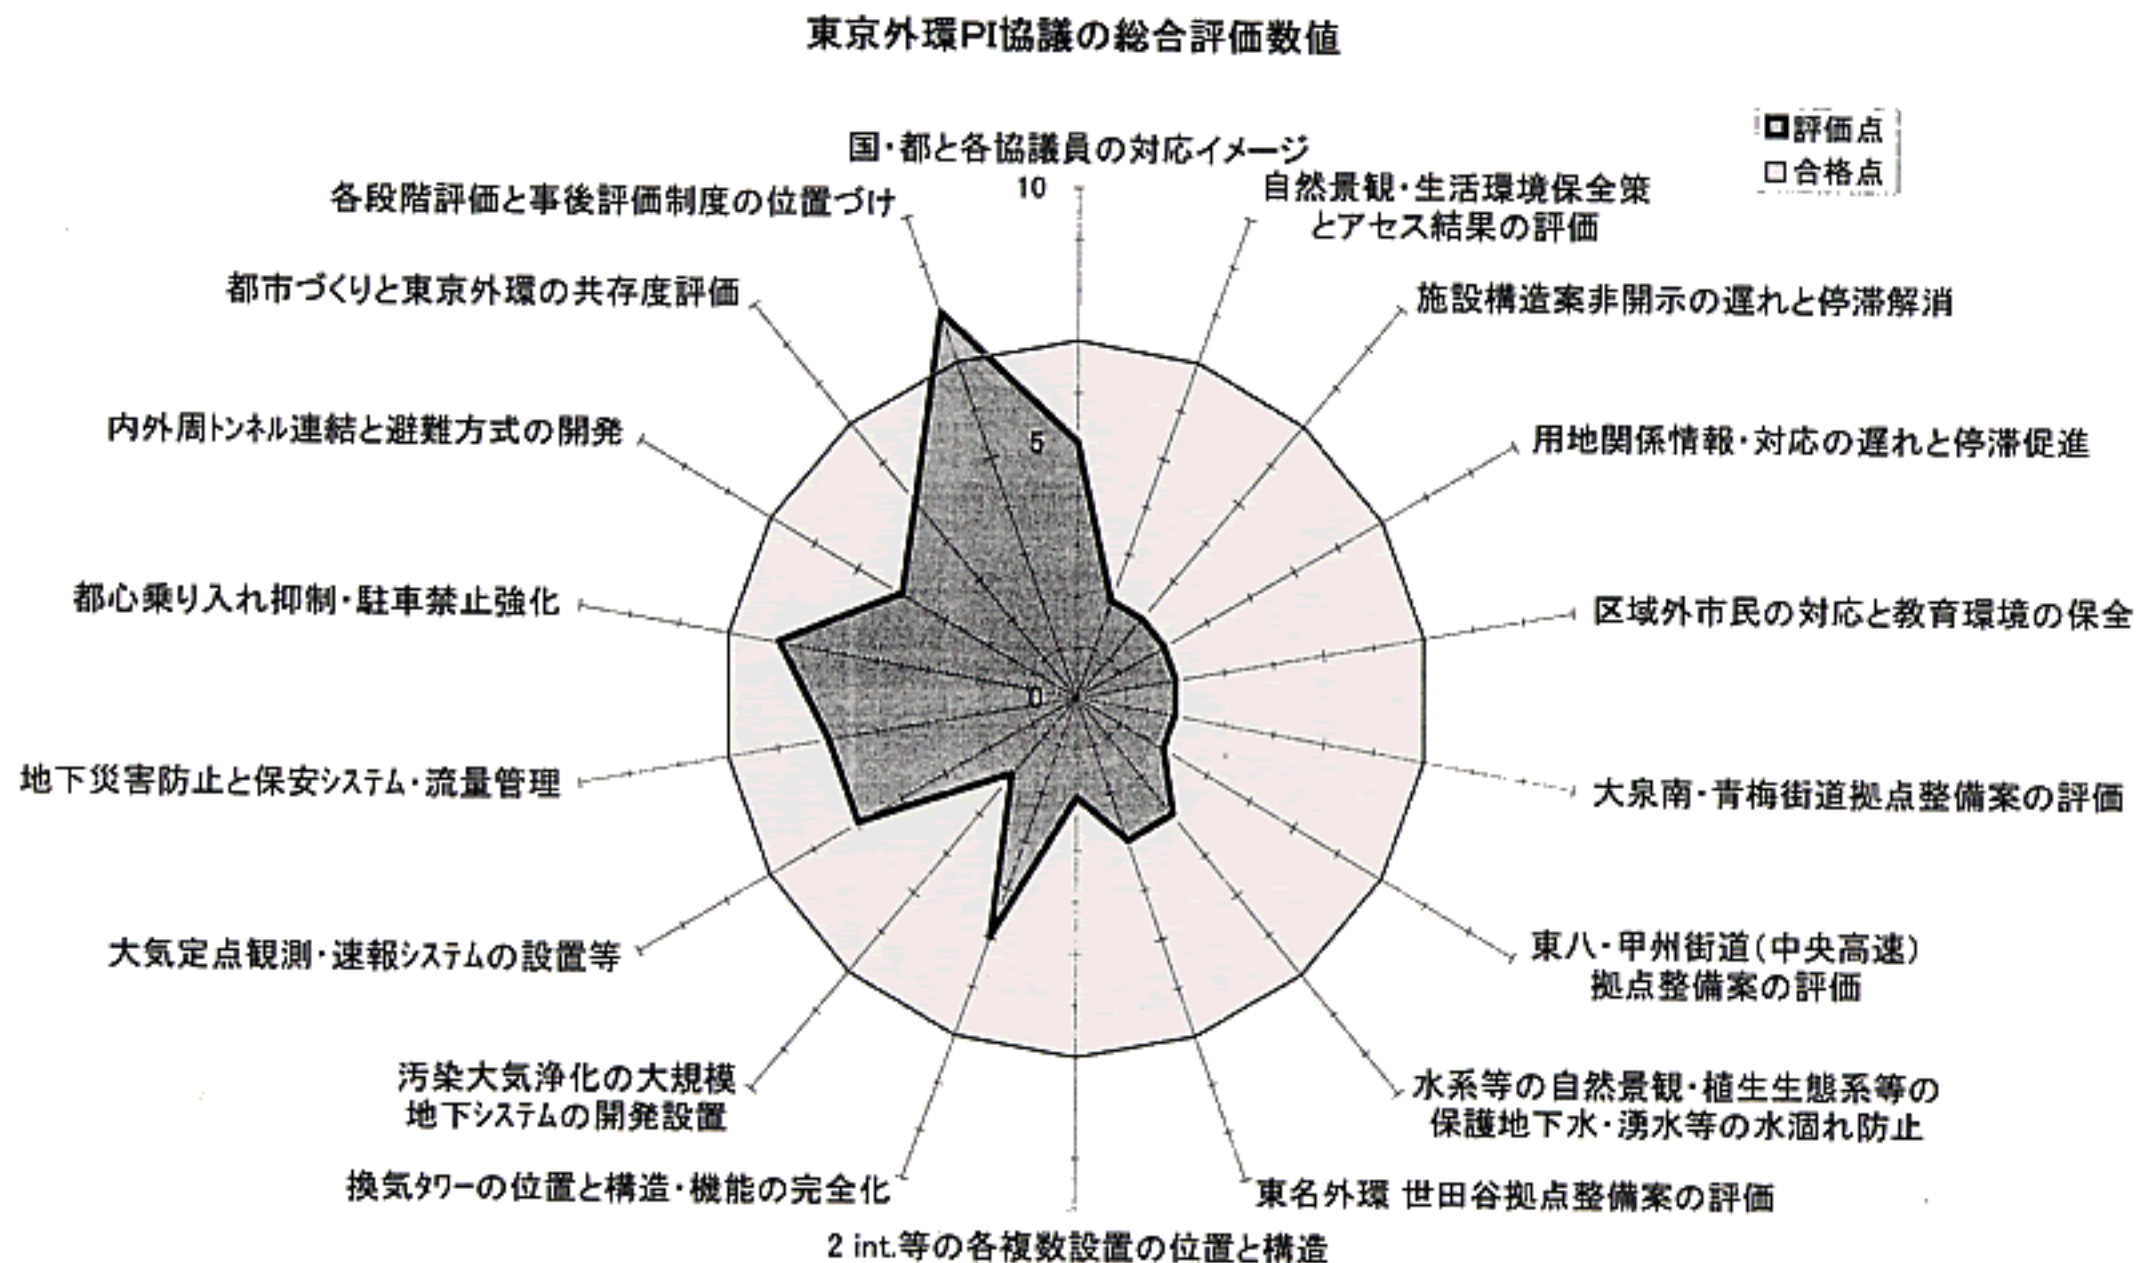 東京外環PI協議の総合評価数値
評価点
合格点
国・都と各協議員の対応イメージ
10
5
0
自然景観・生活環境保全策
とアセス結果の評価
施設構造案非開示の遅れと停滞解消
用地関係情報・対応の遅れと停滞促進
区域外市民の対応と教育環境の保全
大泉南・青梅街道拠点整備案の評価
東八・甲州街道(中央高速)
拠点整備案の評価
水系等の自然景観・植生生態系等の
保護地下水・湧水等の水涸れ防止
東名外環 世田谷拠点整備案の評価
2 int.等の各複数設置の位置と構造
換気ﾀﾜｰの位置と構造・機能の完全化
汚染大気浄化の大規模
地下ｼｽﾃﾑの開発設置
大気定点観測・速報ｼｽﾃﾑの設置等
地下災害防止と保安ｼｽﾃﾑ・流量管理
都心乗り入れ抑制・駐車禁止強化
内外周ﾄﾝﾈﾙ連結と避難方式の開発
都市づくりと東京外環の共存度評価
各段階評価と事後評価制度の位置づけ